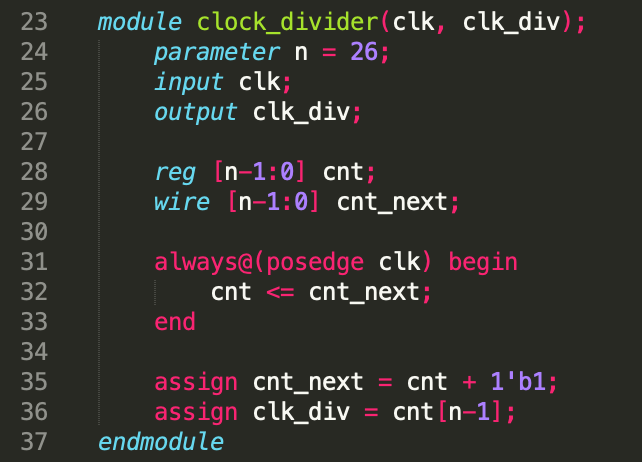 23 module clock_divider(clk, clk_div);
24     parameter n = 26;
25     input clk;
26     output clk_div;
27
28     reg [n-1:0] cnt;
29     wire [n-1:0] cnt_next;
30
31     always@(posedge clk) begin
32         cnt <= cnt_next;
33     end
34
35     assign cnt_next = cnt + 1'b1;
36     assign clk_div = cnt[n-1];
37 endmodule